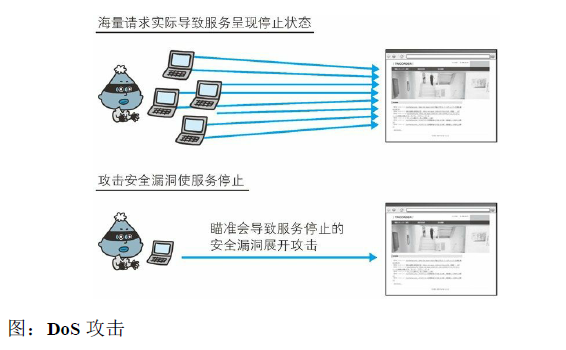 海量请求实际导致服务呈现停止状态
攻击安全漏洞使服务停止
瞄准会导致服务停止的
安全漏洞展开攻击
图：DoS 攻击